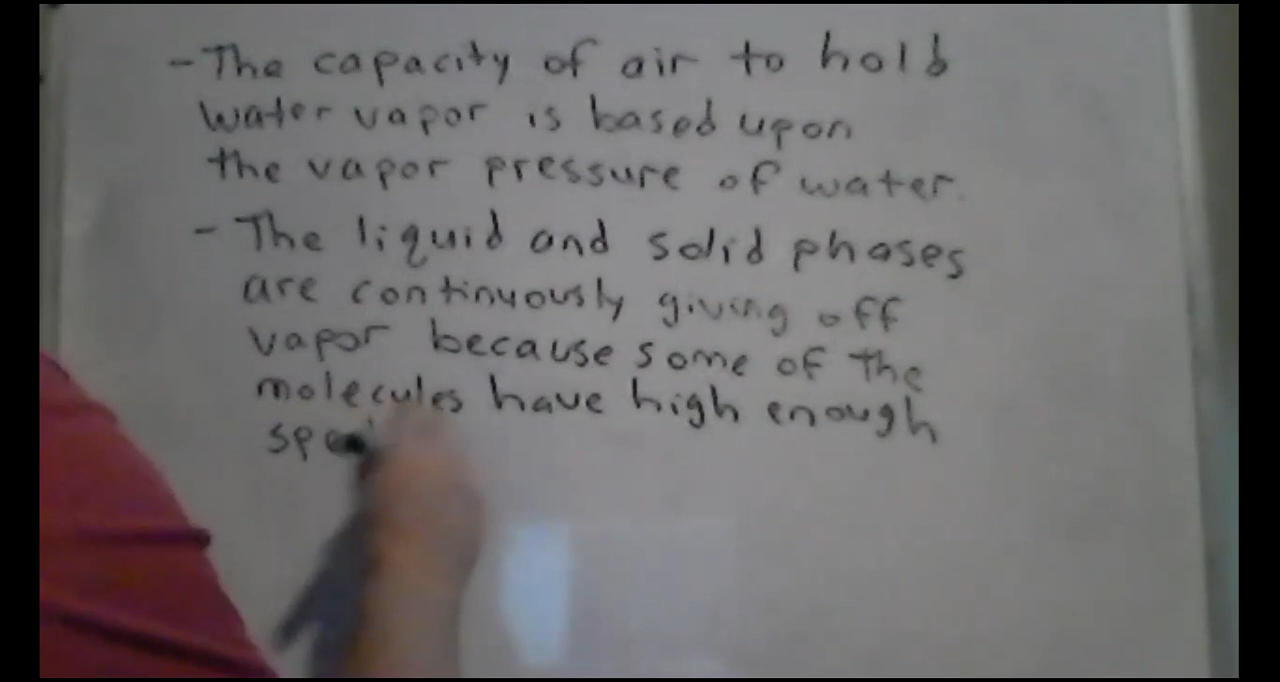 - The capacity of air to hold
water vapor is based upon
the vapor pressure of water.
- The liquid and solid phases
are continuously giving off
vapor because some of the
molecules have high enough